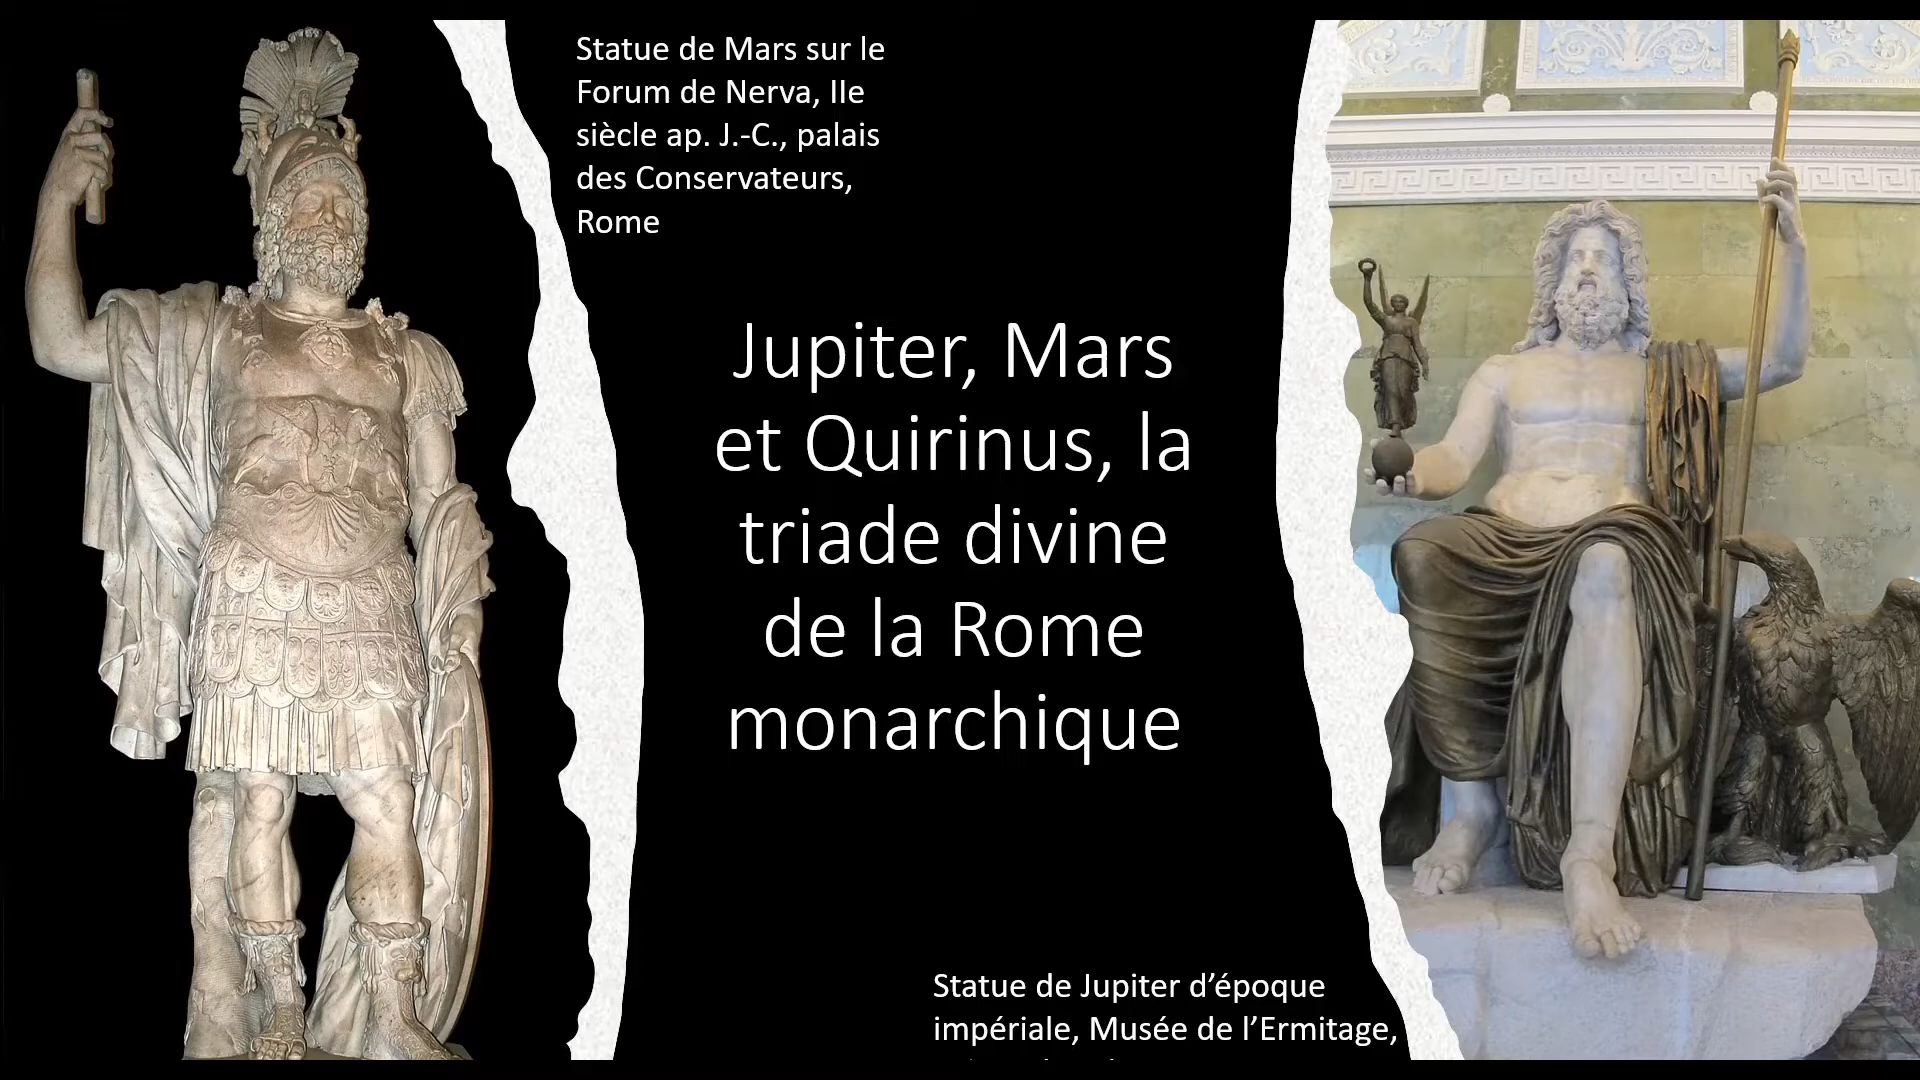 Statue de Mars sur le
Forum de Nerva, IIe
siècle ap. J.-C., palais
des Conservateurs,
Rome
Jupiter, Mars
et Quirinus, la
triade divine
de la Rome
monarchique
Statue de Jupiter d’époque
impériale, Musée de l’Ermitage,